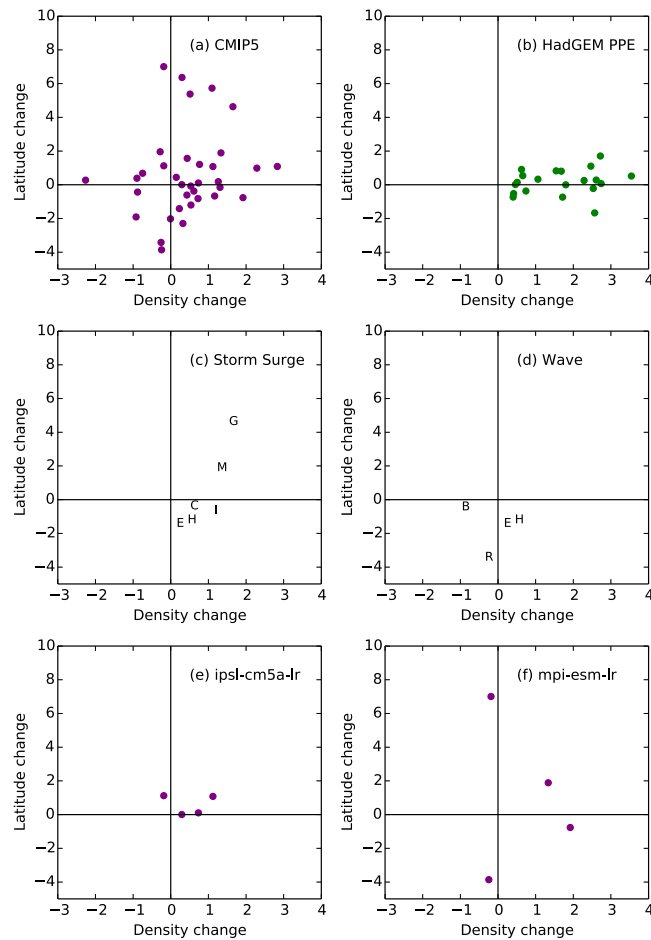 10
8
6
4
2
0
−2
−4
−3 −2 −1 0 1 2 3 4
Latitude change
Density change
(a) CMIP5
10
8
6
4
2
0
−2
−4
−3 −2 −1 0 1 2 3 4
Latitude change
Density change
(b) HadGEM PPE
10
8
6
4
2
0
−2
−4
−3 −2 −1 0 1 2 3 4
Latitude change
Density change
(c) Storm Surge
G
M
C
I
H
E
10
8
6
4
2
0
−2
−4
−3 −2 −1 0 1 2 3 4
Latitude change
Density change
(d) Wave
B
H
E
R
10
8
6
4
2
0
−2
−4
−3 −2 −1 0 1 2 3 4
Latitude change
Density change
(e) ipsl-cm5a-lr
10
8
6
4
2
0
−2
−4
−3 −2 −1 0 1 2 3 4
Latitude change
Density change
(f) mpi-esm-lr